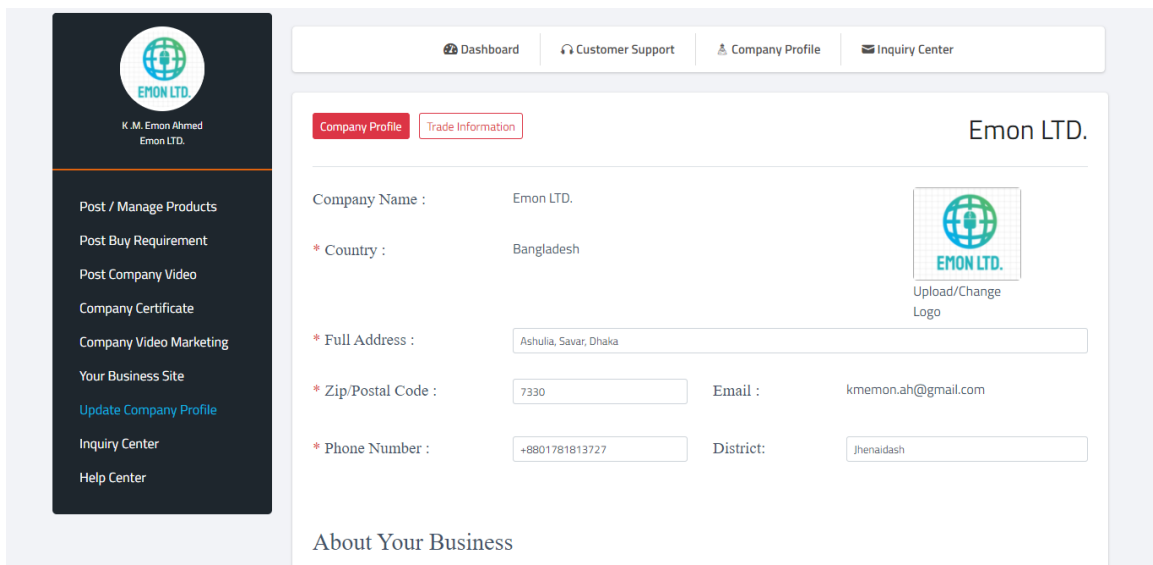 EMON LTD.
K .M. Emon Ahmed
Emon LTD.
Post / Manage Products
Post Buy Requirement
Post Company Video
Company Certificate
Company Video Marketing
Your Business Site
Update Company Profile
Inquiry Center
Help Center
Dashboard Customer Support Company Profile Inquiry Center
Company Profile Trade Information Emon LTD.
Company Name : Emon LTD.
* Country : Bangladesh
EMON LTD.
Upload/Change
Logo
* Full Address : Ashulia, Savar, Dhaka
* Zip/Postal Code : 7330 Email : kmemon.ah@gmail.com
* Phone Number : +8801781813727 District: Jhenaidash
About Your Business